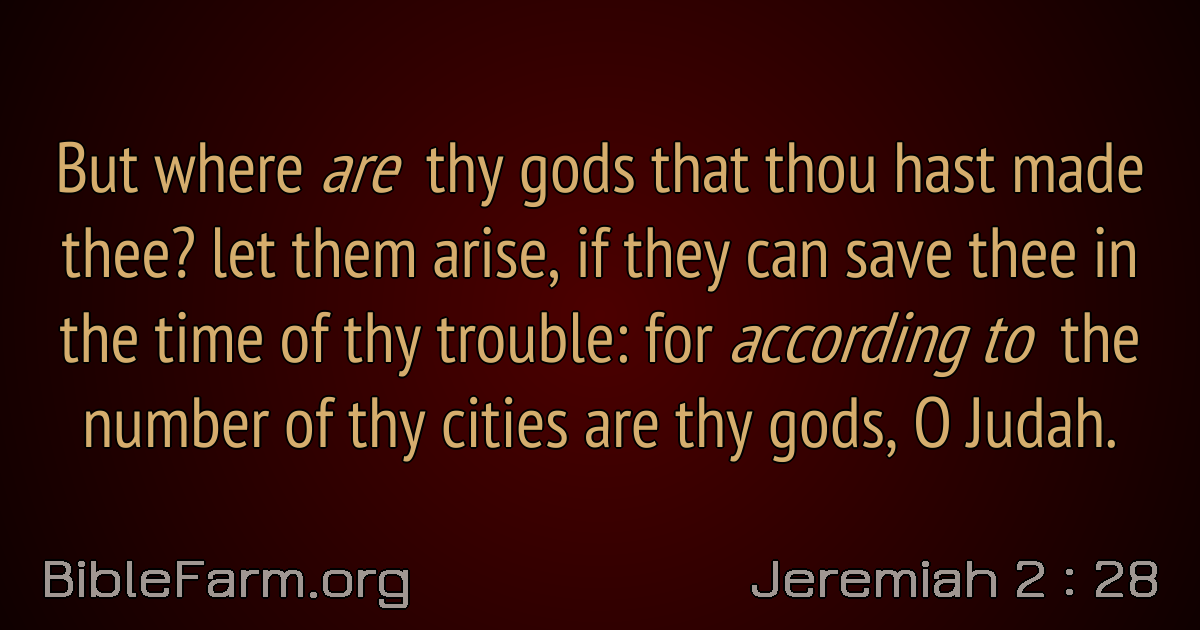 But where are thy gods that thou hast made
thee? let them arise, if they can save thee in
the time of thy trouble: for according to the
number of thy cities are thy gods, O Judah.
BibleFarm.org
Jeremiah 2 : 28